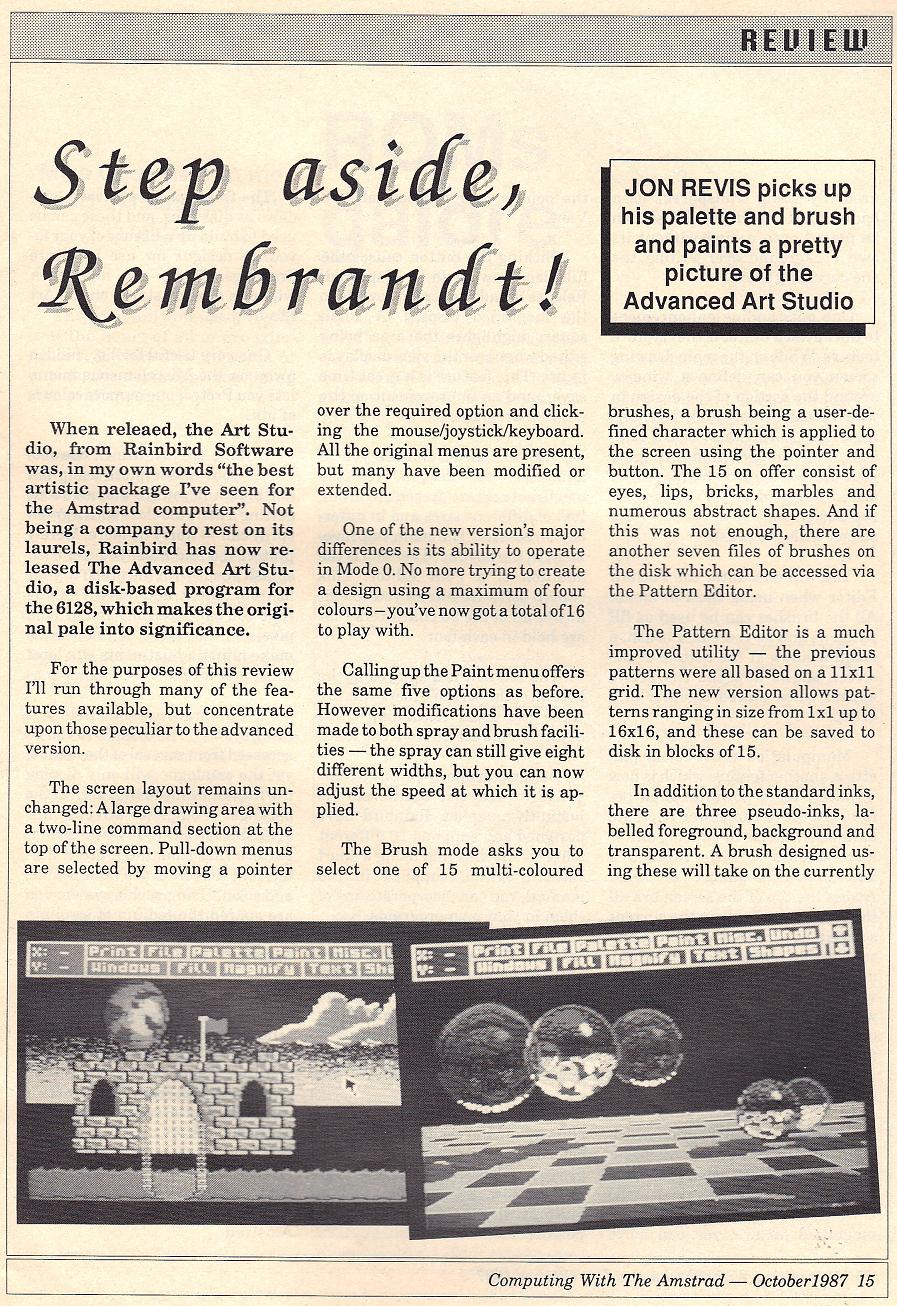 REVIEW
Step aside,
Rembrandt!
JON REVIS picks up
his palette and brush
and paints a pretty
picture of the
Advanced Art Studio
When releaed, the Art Stu-
dio, from Rainbird Software
was, in my own words “the best
artistic package I’ve seen for
the Amstrad computer”. Not
being a company to rest on its
laurels, Rainbird has now re-
leased The Advanced Art Stu-
dio, a disk-based program for
the 6128, which makes the origi-
nal pale into significance.
For the purposes of this review
I’ll run through many of the fea-
tures available, but concentrate
upon those peculiar to the advanced
version.
The screen layout remains un-
changed: A large drawing area with
a two-line command section at the
top of the screen. Pull-down menus
are selected by moving a pointer
over the required option and click-
ing the mouse/joystick/keyboard.
All the original menus are present,
but many have been modified or
extended.
One of the new version’s major
differences is its ability to operate
in Mode 0. No more trying to create
a design using a maximum of four
colours–you’ve now got a total of 16
to play with.
Calling up the Paint menu offers
the same five options as before.
However modifications have been
made to both spray and brush facili-
ties — the spray can still give eight
different widths, but you can now
adjust the speed at which it is ap-
plied.
The Brush mode asks you to
select one of 15 multi-coloured
brushes, a brush being a user-de-
fined character which is applied to
the screen using the pointer and
button. The 15 on offer consist of
eyes, lips, bricks, marbles and
numerous abstract shapes. And if
this was not enough, there are
another seven files of brushes on
the disk which can be accessed via
the Pattern Editor.
The Pattern Editor is a much
improved utility — the previous
patterns were all based on a 11x11
grid. The new version allows pat-
terns ranging in size from 1x1 up to
16x16, and these can be saved to
disk in blocks of 15.
In addition to the standard inks,
there are three pseudo-inks, la-
belled foreground, background and
transparent. A brush designed us-
ing these will take on the currently
X: - Print File Palette Paint Misc.
Y: - Windows Fill Magnify Text Sha
X: - Print File Palette Paint Misc. Undo
Y: - Windows Fill Magnify Text Shapes
Computing With The Amstrad — October1987 15